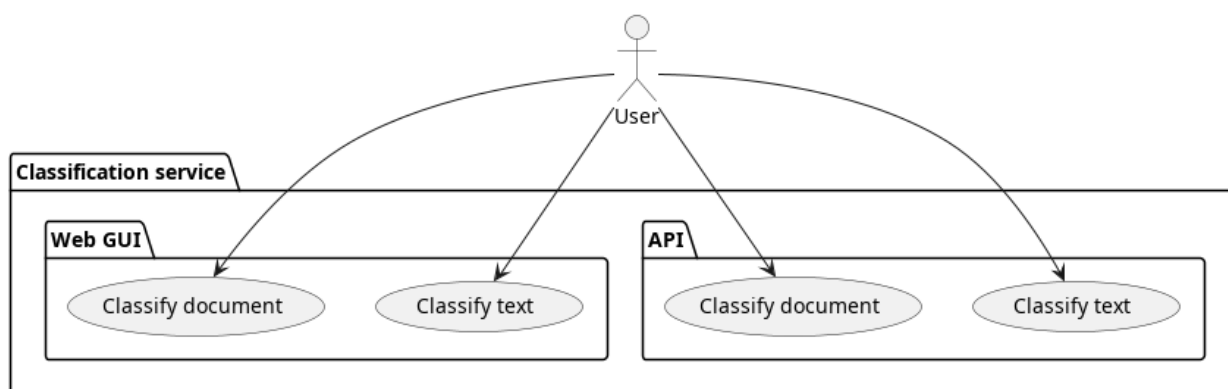 User
Classification service
Web GUI
API
Classify document
Classify text
Classify document
Classify text